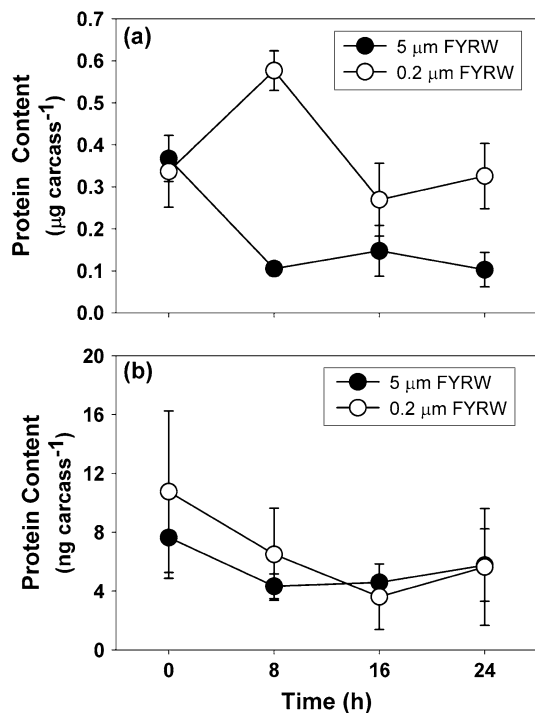 (a)
5 μm FYRW
0.2 μm FYRW
0.7
0.6
0.5
0.4
0.3
0.2
0.1
0.0
Protein Content
(μg carcass⁻¹)
(b)
5 μm FYRW
0.2 μm FYRW
20
16
12
8
4
0
Protein Content
(ng carcass⁻¹)
0 8 16 24
Time (h)